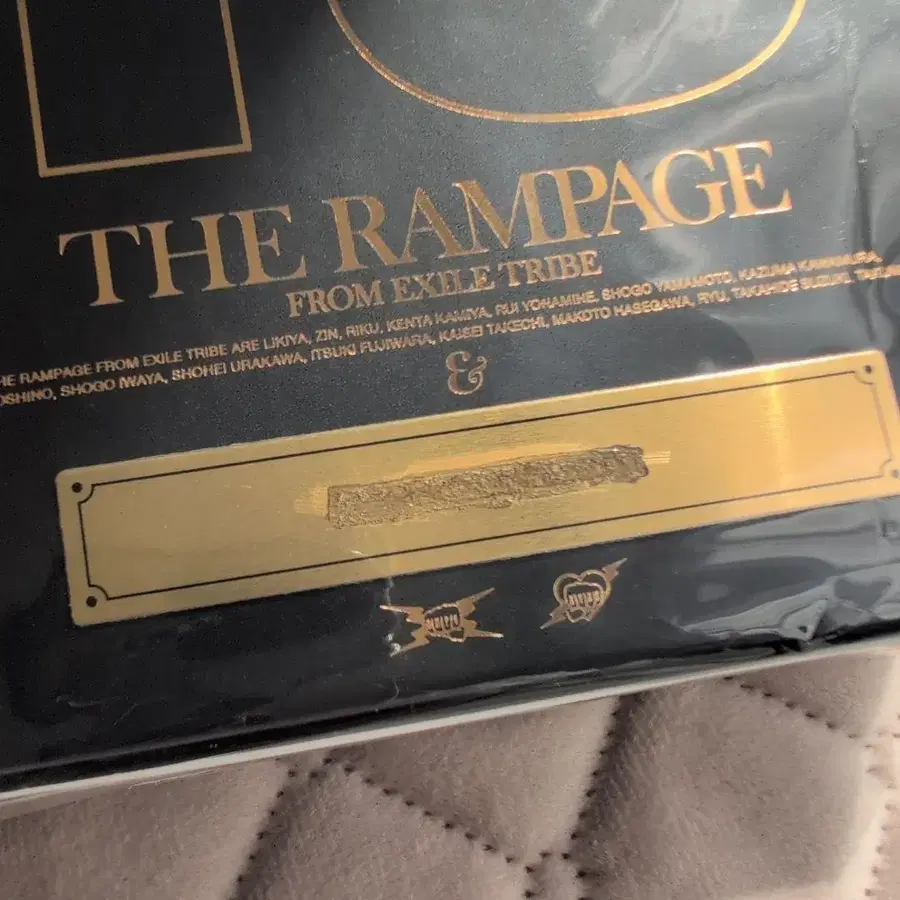 THE RAMPAGE
FROM EXILE TRIBE
HE RAMPAGE FROM EXILE TRIBE ARE LIKIYA, ZIN, RIKU, KENTA KAMIYA, RUI YONAMINE, SHOGO YAMAMOTO, KAZUMA KAWAMURA,
OSHINO, SHOGO IWAYA, SHOHEI URAKAWA, ITSUKI FUJIWARA, KAISEI TAKECHI, MAKOTO HASEGAWA, RYU, TAKAHIDE SUZUKI,
&